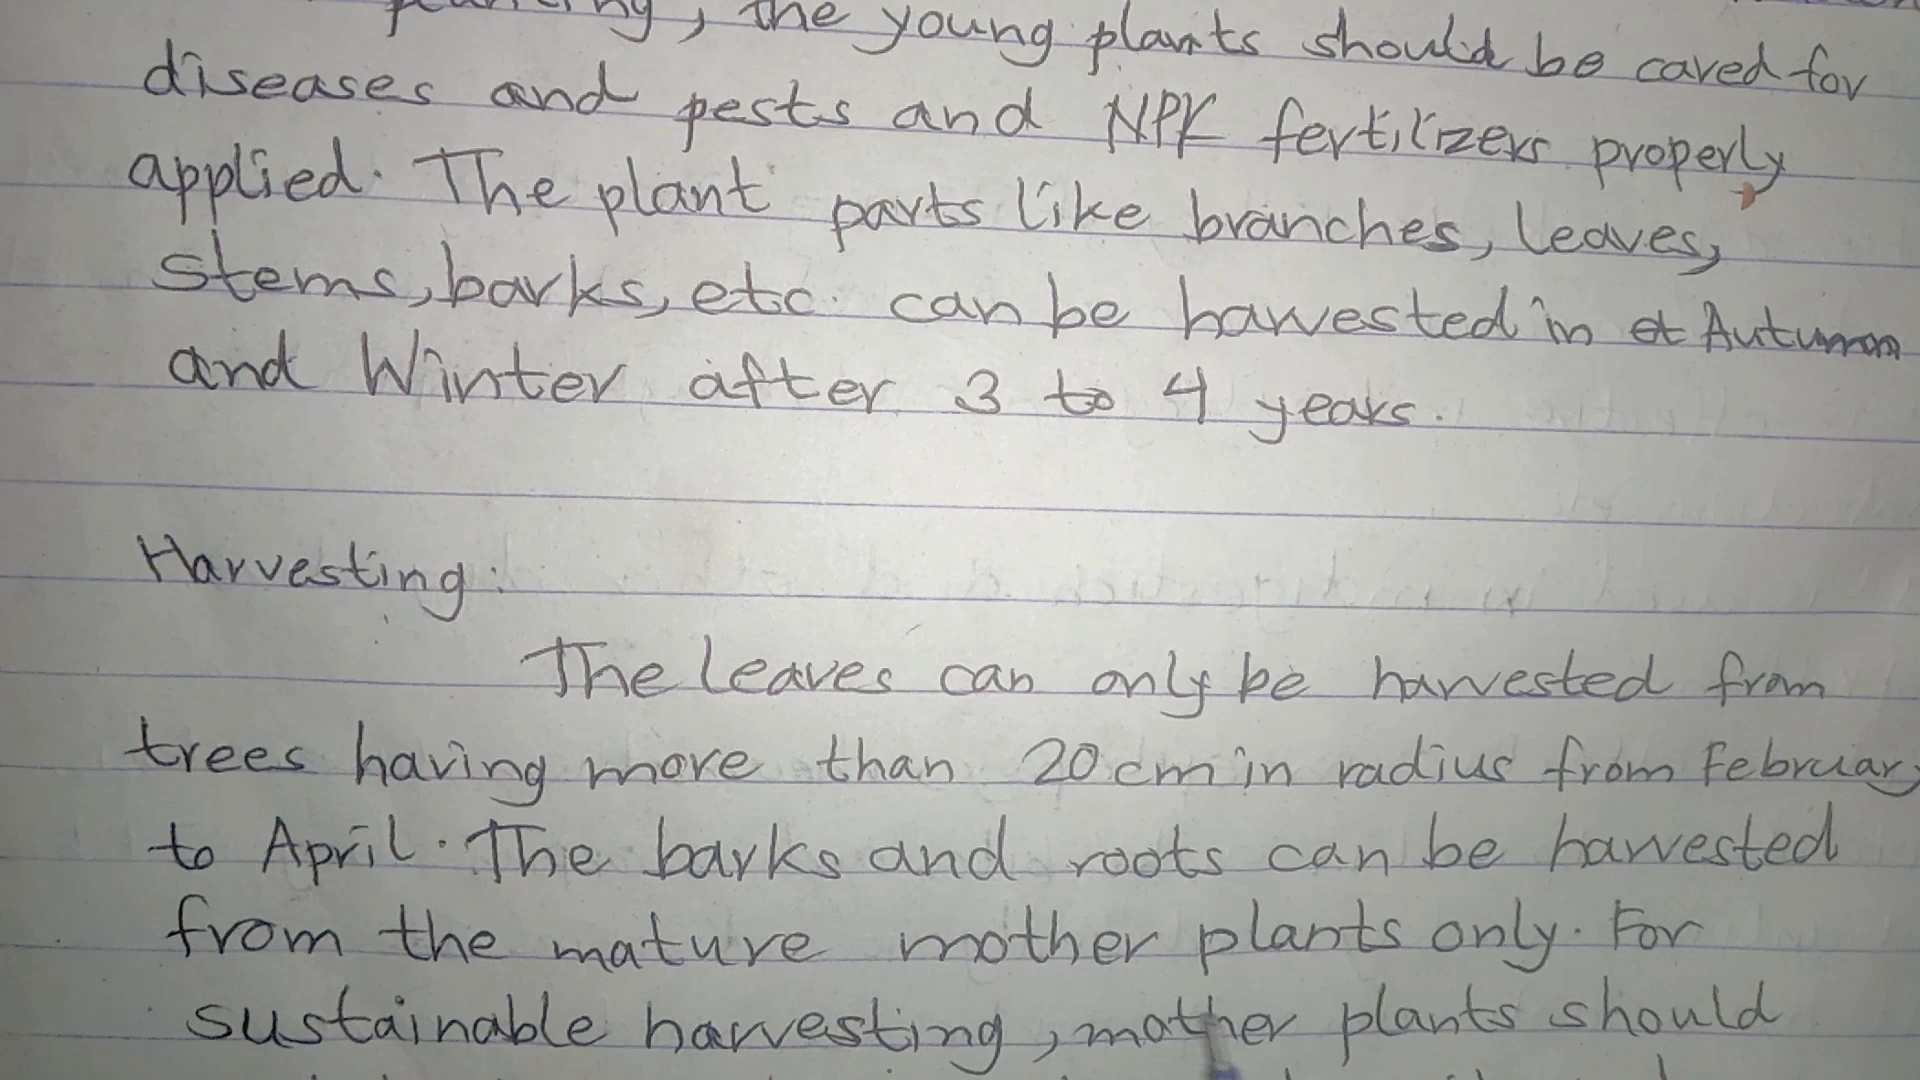 planting, the young plants should be cared for
diseases and pests and NPK fertilizers properly
applied. The plant parts like branches, leaves,
stems, barks, etc. can be harvested in Autumn
and Winter after 3 to 4 years.
Harvesting:
The leaves can only be harvested from
trees having more than 20 cm in radius from February
to April. The barks and roots can be harvested
from the mature mother plants only. For
sustainable harvesting, mother plants should